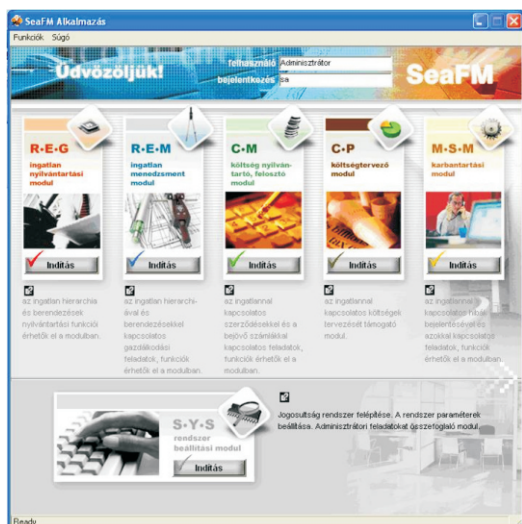 SeaFM Alkalmazás
Funkciók Súgó
Üdvözöljük!
felhasználó Adminisztrátor
bejelentkezés sa
SeaFM
R•E•G
ingatlan
nyilvántartási
modul
Indítás
az ingatlan hierarchia
és berendezések
nyilvántartási funkciói
érhetők el a modulban.
R•E•M
ingatlan
menedzsment
modul
Indítás
az ingatlan hierarchi-
ával és
berendezésekkel
kapcsolatos
gazdálkodási
feladatok, funkciók
érhetők el a modulban.
C•M
költség nyilván-
tartó, felosztó
modul
Indítás
az ingatlannal
kapcsolatos
szerződésekkel és a
bejövő számlákkal
kapcsolatos feladatok,
funkciók érhetők el a
modulban.
C•P
költségtervező
modul
Indítás
az ingatlannal
kapcsolatos költségek
tervezését támogató
modul.
M•S•M
karbantartási
modul
Indítás
az ingatlannal
kapcsolatos hibák
bejelentésével és
azokkal kapcsolatos
feladatok, funkciók
érhetők el a modulban.
S•Y•S
rendszer
beállítási modul
Indítás
Jogosultság rendszer felépítése. A rendszer paraméterek
beállítása. Adminisztrátori feladatokat összefoglaló modul.
Ready